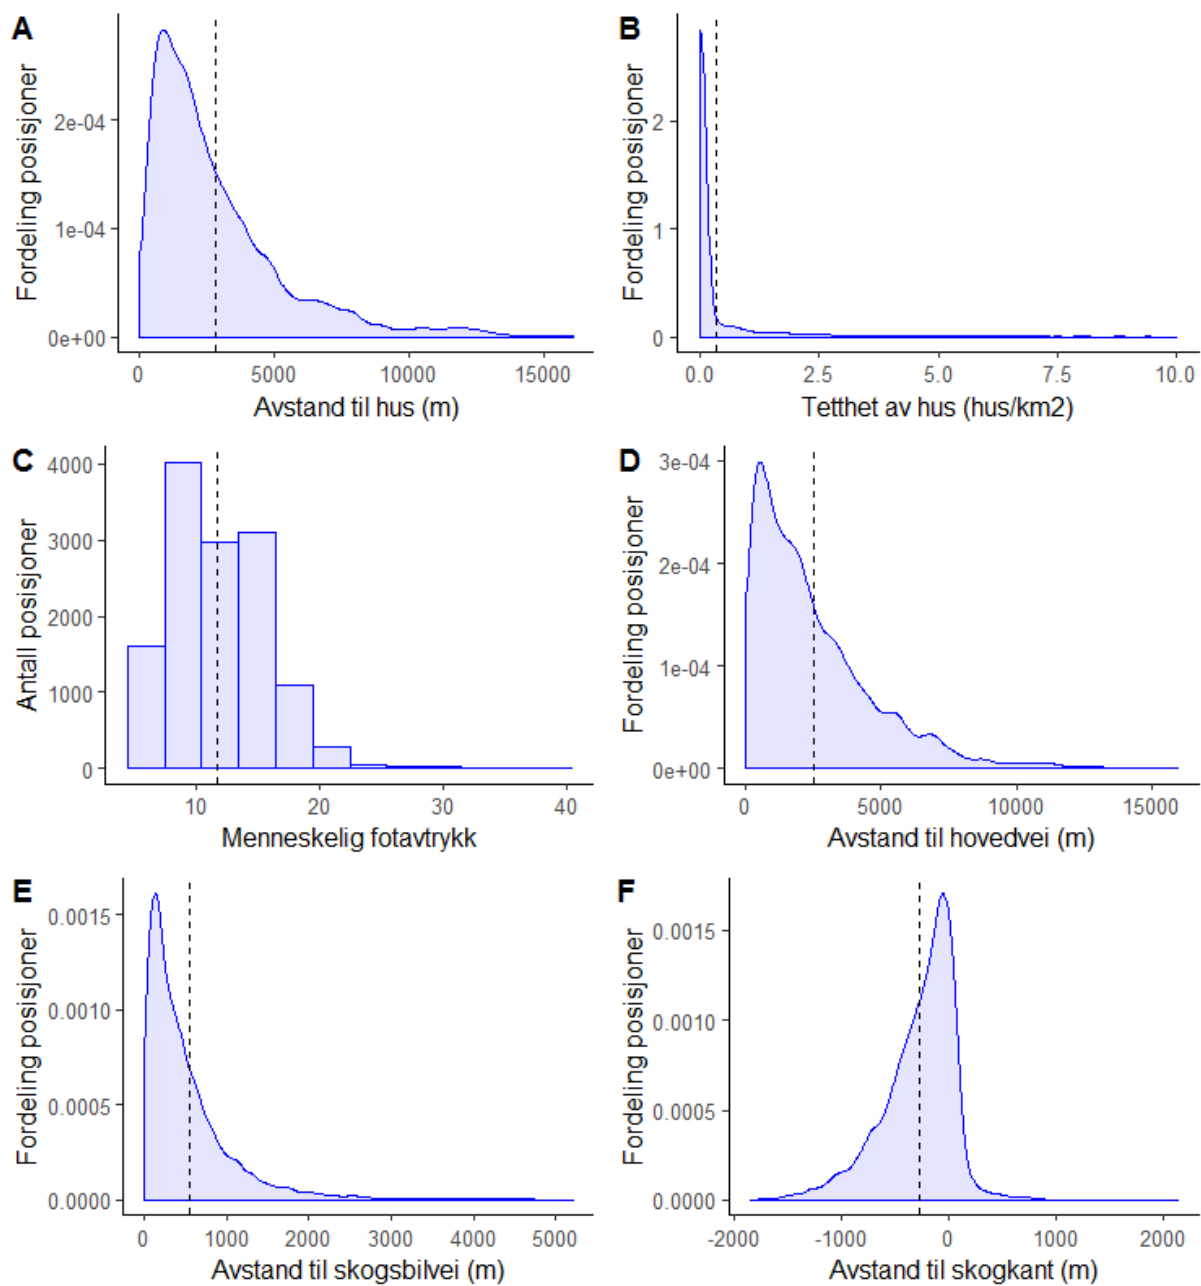 A
Fordeling posisjoner
2e-04
1e-04
0e+00
0
5000
10000
15000
Avstand til hus (m)
B
Fordeling posisjoner
2
1
0
0.0
2.5
5.0
7.5
10.0
Tetthet av hus (hus/km2)
C
Antall posisjoner
4000
3000
2000
1000
0
10
20
30
40
Menneskelig fotavtrykk
D
Fordeling posisjoner
3e-04
2e-04
1e-04
0e+00
0
5000
10000
15000
Avstand til hovedvei (m)
E
Fordeling posisjoner
0.0015
0.0010
0.0005
0.0000
0
1000
2000
3000
4000
5000
Avstand til skogsbilvei (m)
F
Fordeling posisjoner
0.0015
0.0010
0.0005
0.0000
-2000
-1000
0
1000
2000
Avstand til skogkant (m)